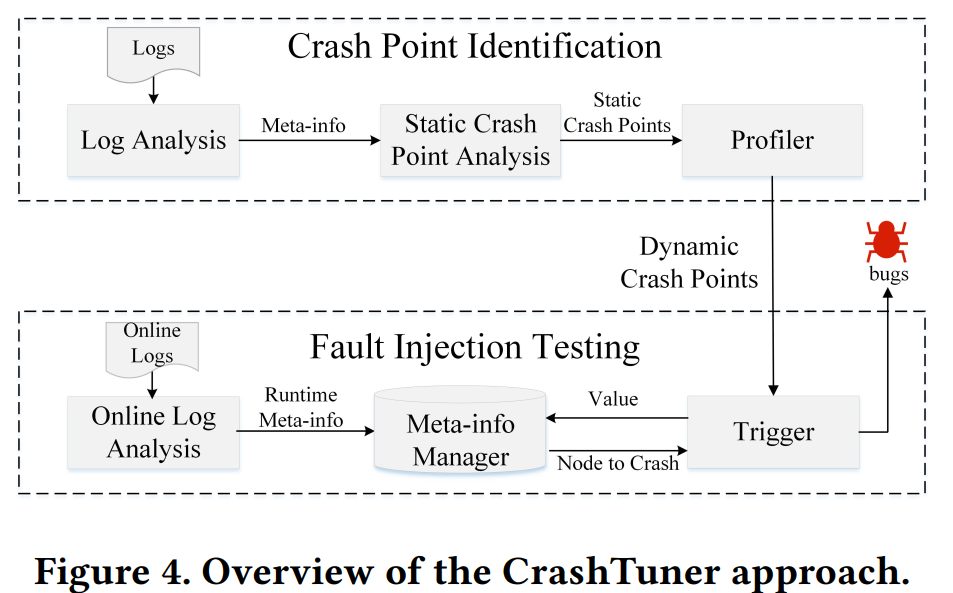 Crash Point Identification
Logs
Log Analysis
Meta-info
Static Crash
Point Analysis
Static
Crash Points
Profiler
Dynamic
Crash Points
bugs
Fault Injection Testing
Online
Logs
Online Log
Analysis
Runtime
Meta-info
Meta-info
Manager
Value
Node to Crash
Trigger
Figure 4. Overview of the CrashTuner approach.